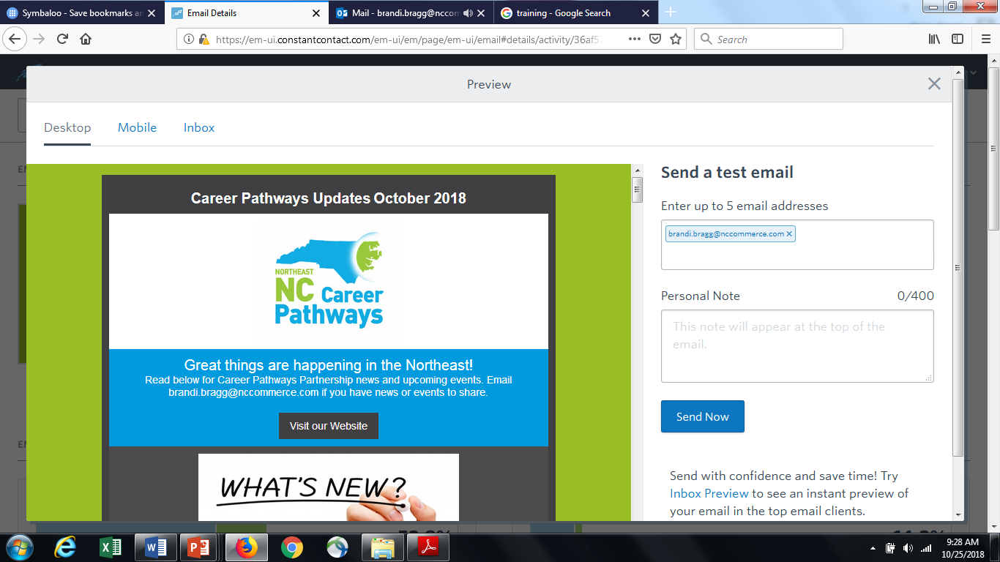 Symbaloo - Save bookmarks an
Email Details
Mail - brandi.bragg@nccom
training - Google Search
https://em-ui.constantcontact.com/em-ui/em/page/em-ui/email#details/activity/36af5
Search
Preview
Desktop
Mobile
Inbox
Career Pathways Updates October 2018
NORTHEAST
NC Career
Pathways
Great things are happening in the Northeast!
Read below for Career Pathways Partnership news and upcoming events. Email
brandi.bragg@nccommerce.com if you have news or events to share.
Visit our Website
WHAT'S NEW?
Send a test email
Enter up to 5 email addresses
brandi.bragg@nccommerce.com
Personal Note 0/400
This note will appear at the top of the
email.
Send Now
Send with confidence and save time! Try
Inbox Preview to see an instant preview of
your email in the top email clients.
9:28 AM
10/25/2018